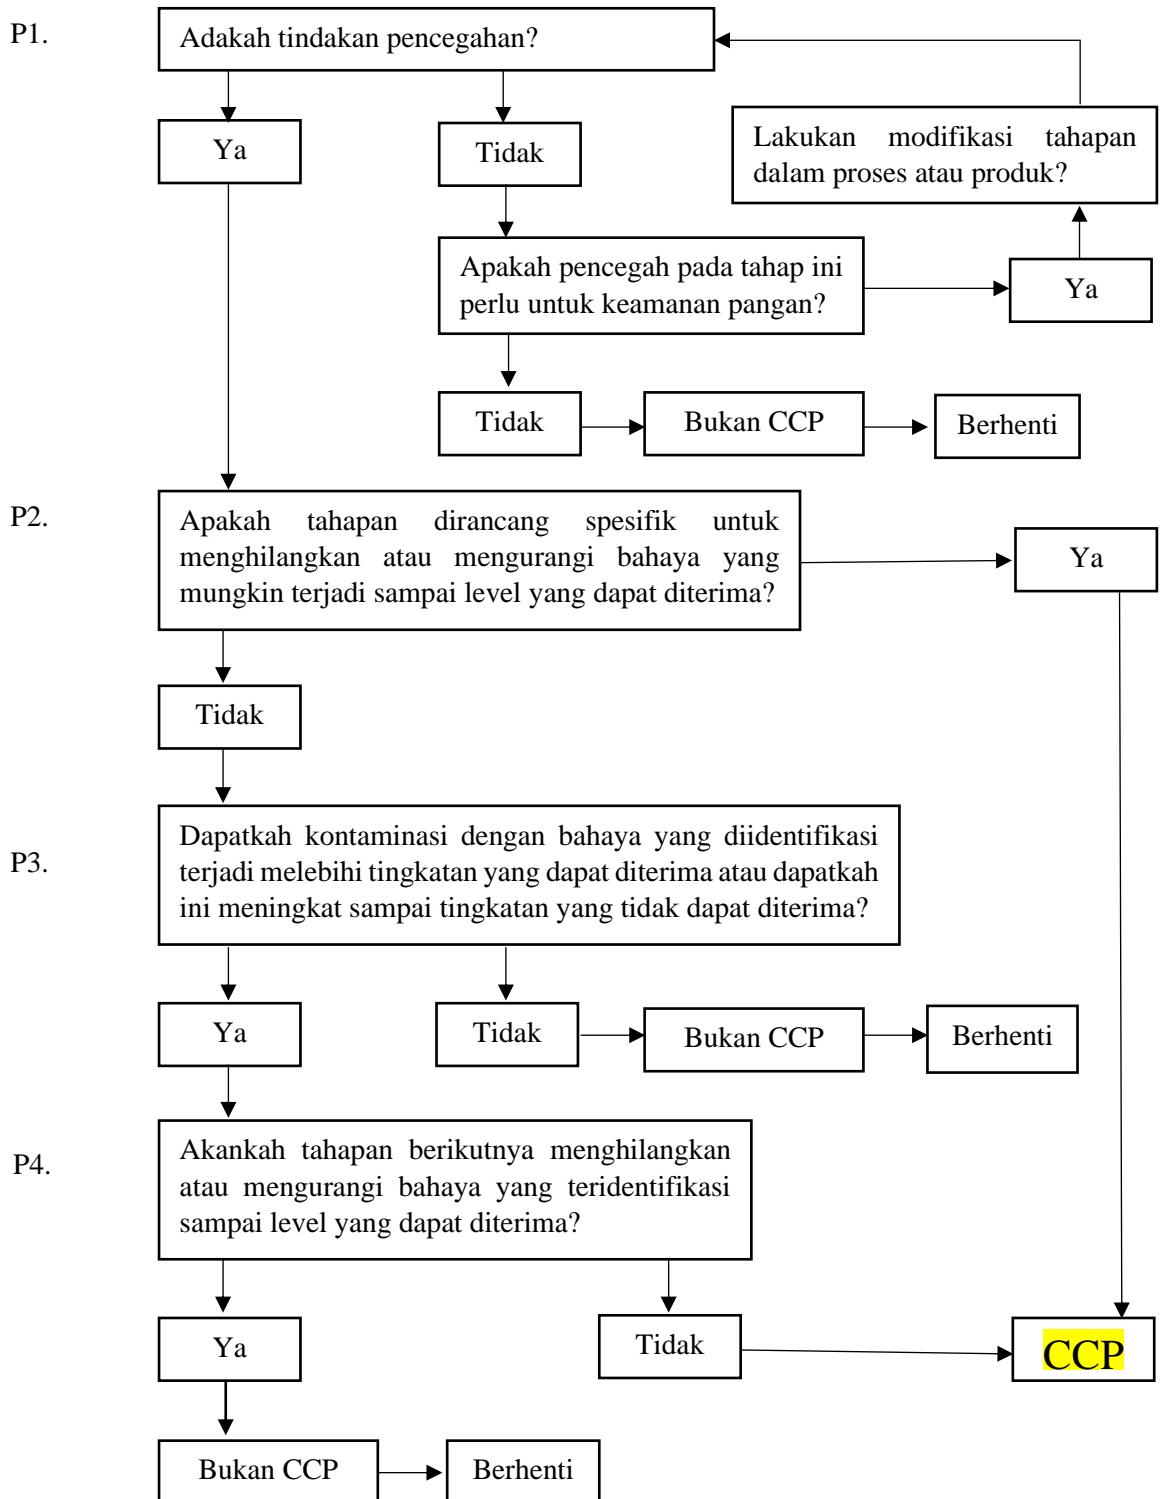 P1.
Adakah tindakan pencegahan?
Ya
Tidak
Lakukan modifikasi tahapan
dalam proses atau produk?
Apakah pencegah pada tahap ini
perlu untuk keamanan pangan?
Ya
Tidak
Bukan CCP
Berhenti
P2.
Apakah tahapan dirancang spesifik untuk
menghilangkan atau mengurangi bahaya yang
mungkin terjadi sampai level yang dapat diterima?
Ya
Tidak
P3.
Dapatkah kontaminasi dengan bahaya yang diidentifikasi
terjadi melebihi tingkatan yang dapat diterima atau dapatkah
ini meningkat sampai tingkatan yang tidak dapat diterima?
Ya
Tidak
Bukan CCP
Berhenti
P4.
Akankah tahapan berikutnya menghilangkan
atau mengurangi bahaya yang teridentifikasi
sampai level yang dapat diterima?
Ya
Tidak
CCP
Bukan CCP
Berhenti